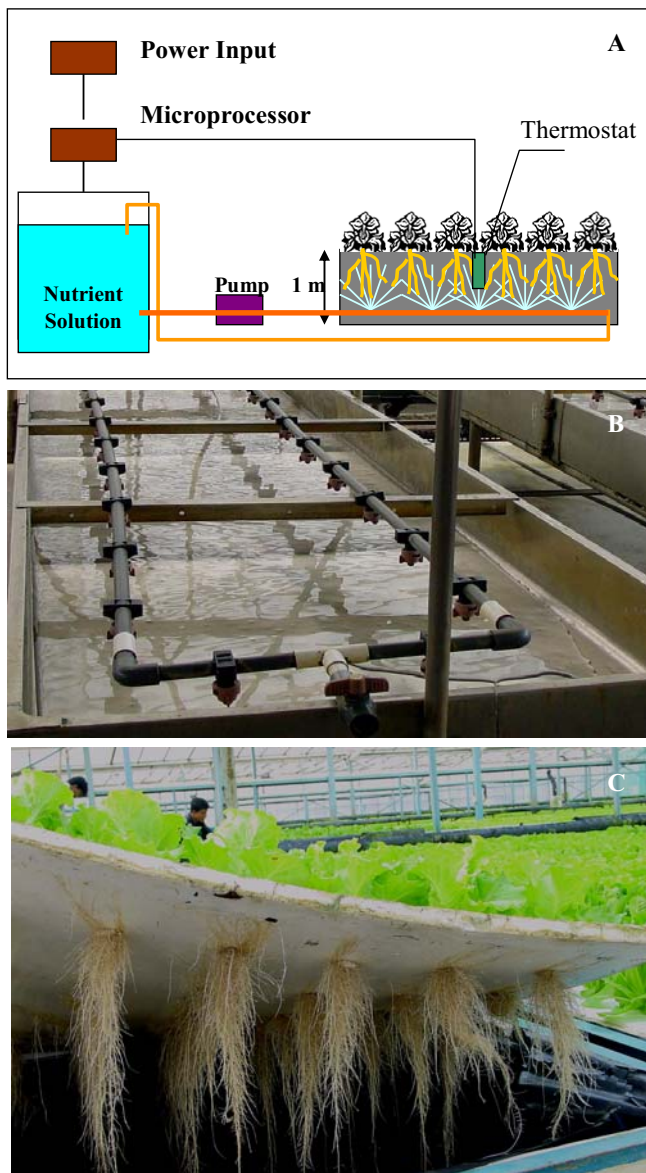 A
Power Input
Microprocessor
Thermostat
Pump
1 m
Nutrient
Solution
B
C